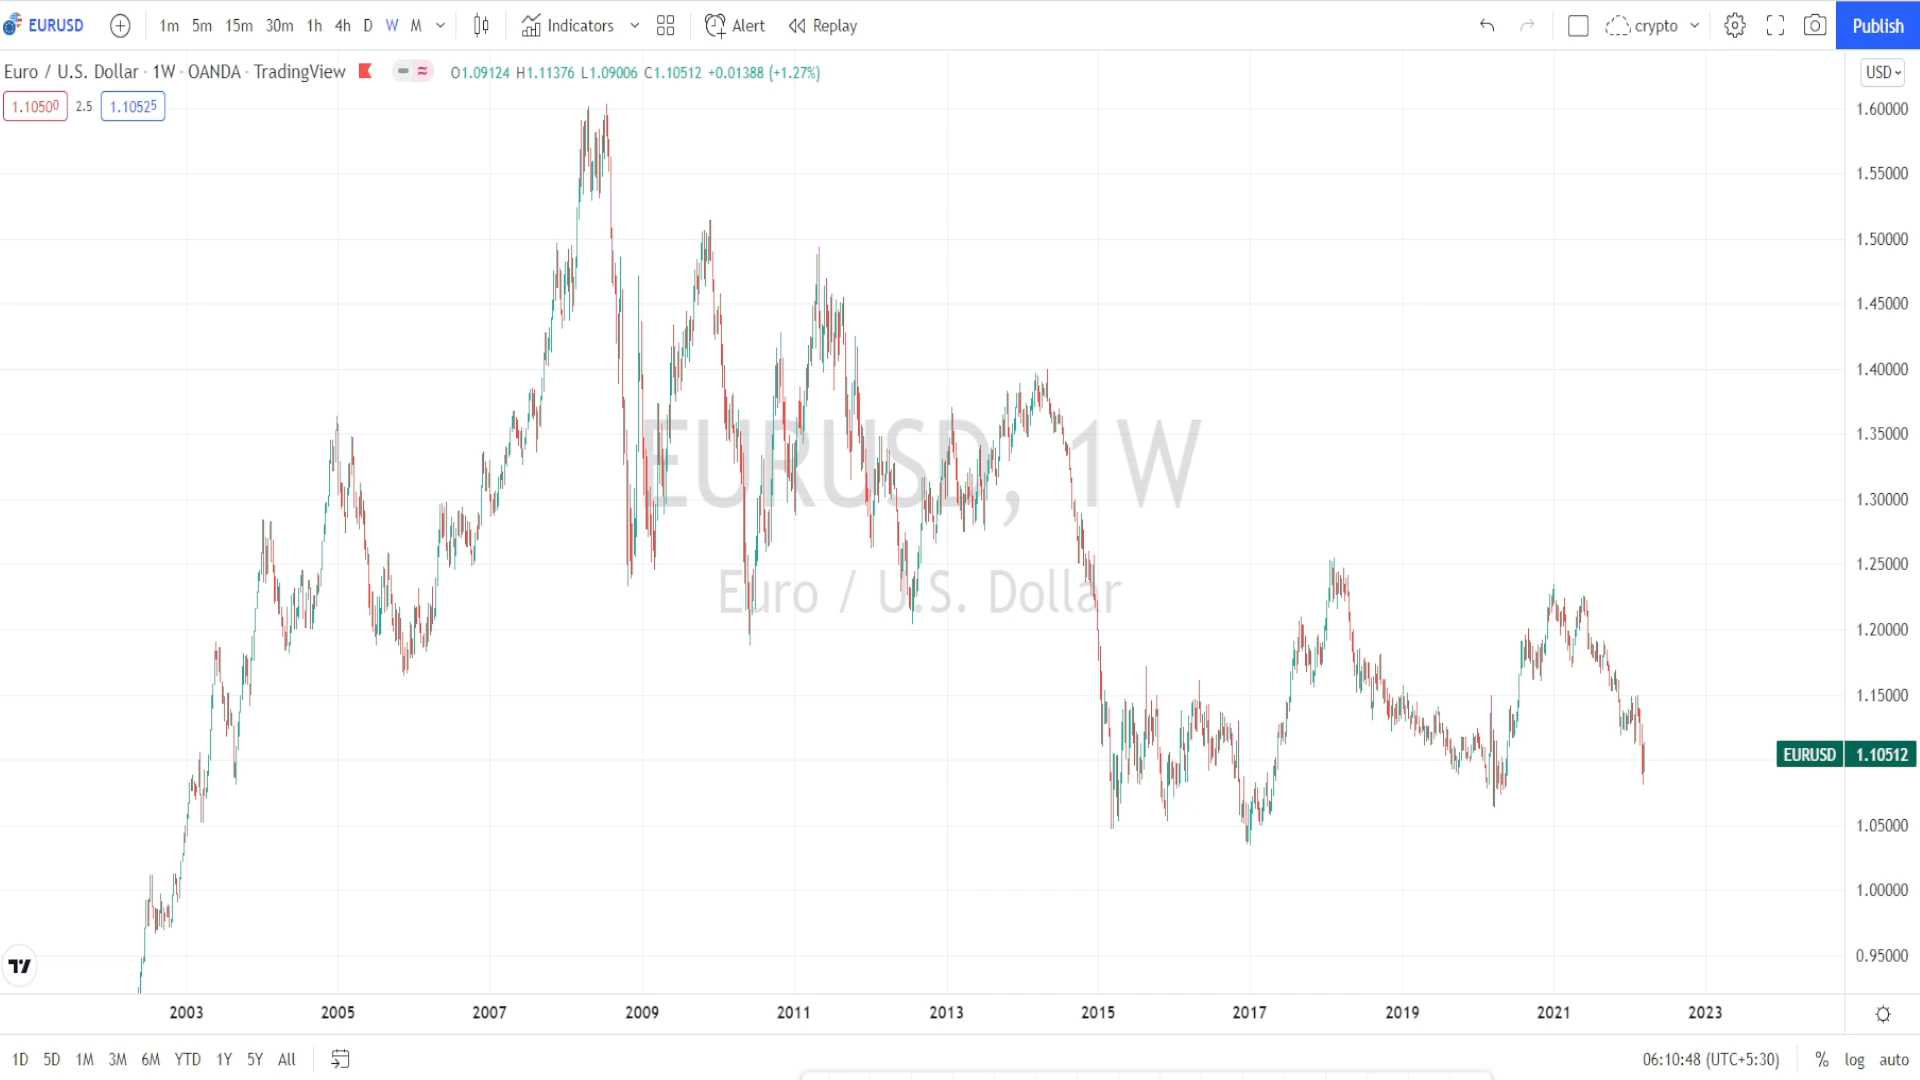 EURUSD 1m 5m 15m 30m 1h 4h D W M Indicators Alert Replay crypto Publish
Euro / U.S. Dollar · 1W · OANDA · TradingView O1.09124 H1.11376 L1.09006 C1.10512 +0.01388 (+1.27%) USD
1.10500 2.5 1.10525
1.60000
1.55000
1.50000
1.45000
1.40000
1.35000
EURUSD, 1W
1.30000
1.25000
Euro / U.S. Dollar
1.20000
1.15000
EURUSD 1.10512
1.05000
1.00000
0.95000
2003 2005 2007 2009 2011 2013 2015 2017 2019 2021 2023
1D 5D 1M 3M 6M YTD 1Y 5Y All 06:10:48 (UTC+5:30) % log auto